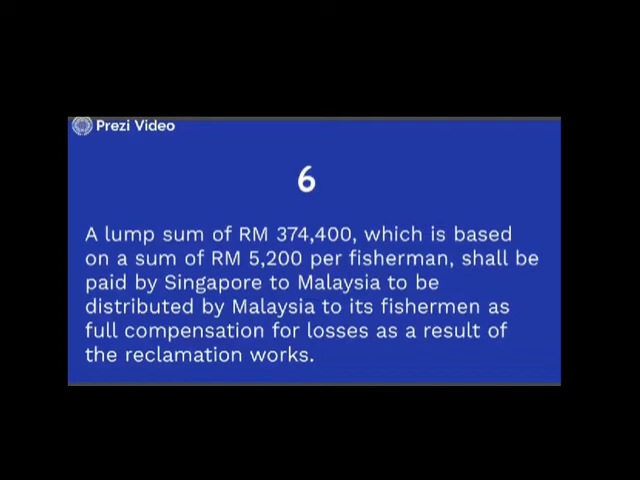 Prezi Video
6
A lump sum of RM 374,400, which is based
on a sum of RM 5,200 per fisherman, shall be
paid by Singapore to Malaysia to be
distributed by Malaysia to its fishermen as
full compensation for losses as a result of
the reclamation works.